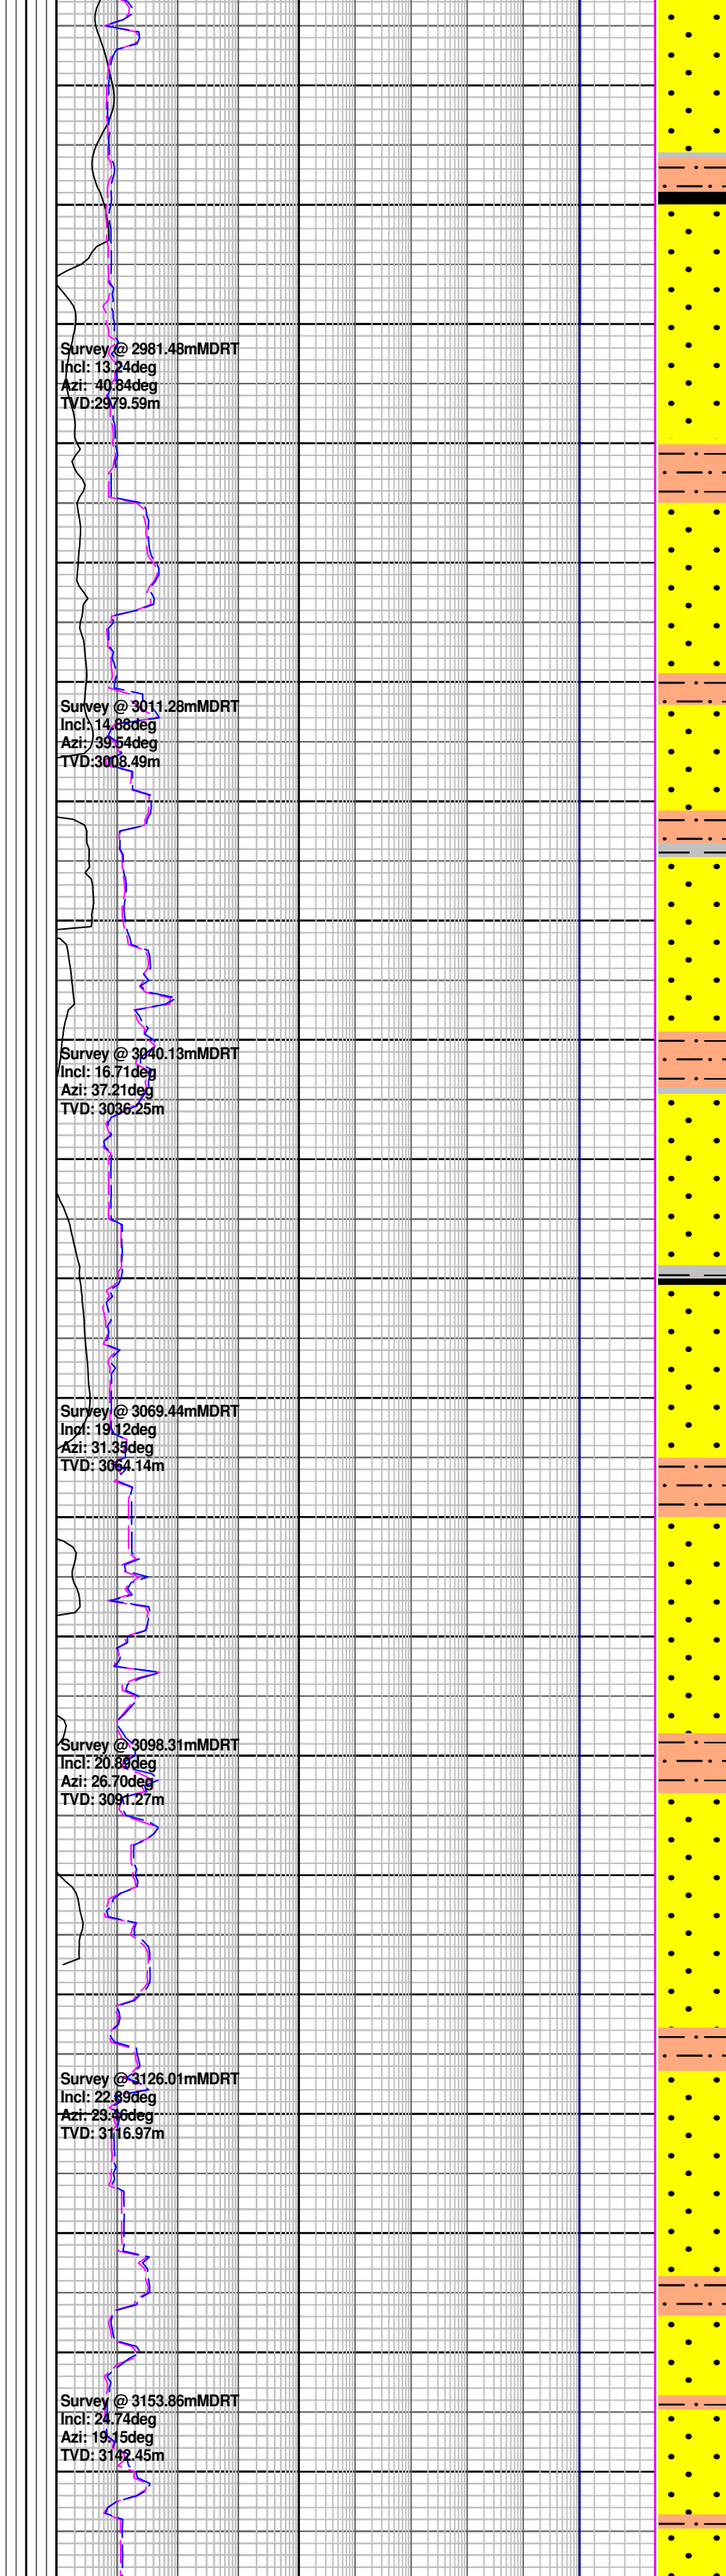 Survey @ 2981.48mMDRT
Incl: 13.24deg
Azi: 40.84deg
TVD:2979.59m
Survey @ 3011.28mMDRT
Incl: 14.88deg
Azi: 39.54deg
TVD:3008.49m
Survey @ 3040.13mMDRT
Incl: 16.71deg
Azi: 37.21deg
TVD: 3036.25m
Survey @ 3069.44mMDRT
Incl: 19.12deg
Azi: 31.35deg
TVD: 3064.14m
Survey @ 3098.31mMDRT
Incl: 20.89deg
Azi: 26.70deg
TVD: 3091.27m
Survey @ 3126.01mMDRT
Incl: 22.89deg
Azi: 23.46deg
TVD: 3116.97m
Survey @ 3153.86mMDRT
Incl: 24.74deg
Azi: 19.15deg
TVD: 3142.45m